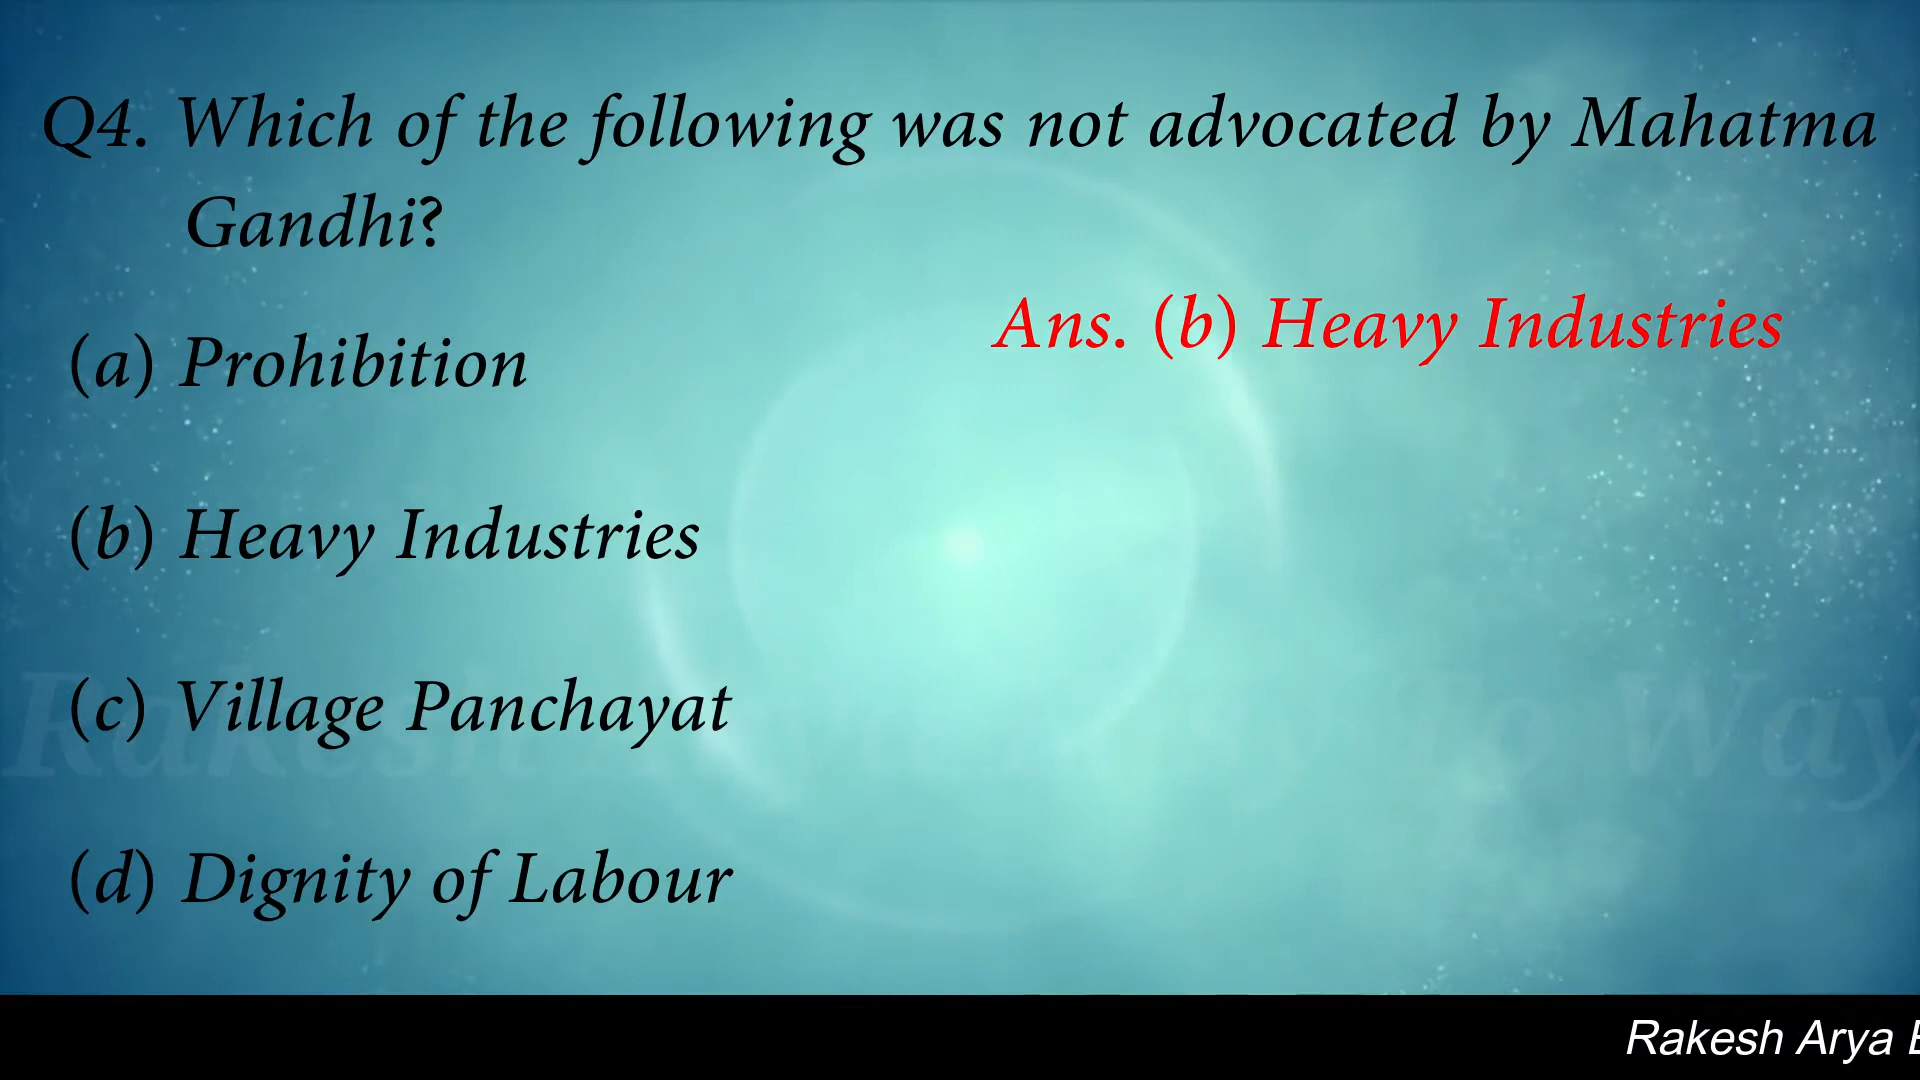 Q4. Which of the following was not advocated by Mahatma
Gandhi?
Ans. (b) Heavy Industries
(a) Prohibition
(b) Heavy Industries
(c) Village Panchayat
(d) Dignity of Labour
Rakesh Arya